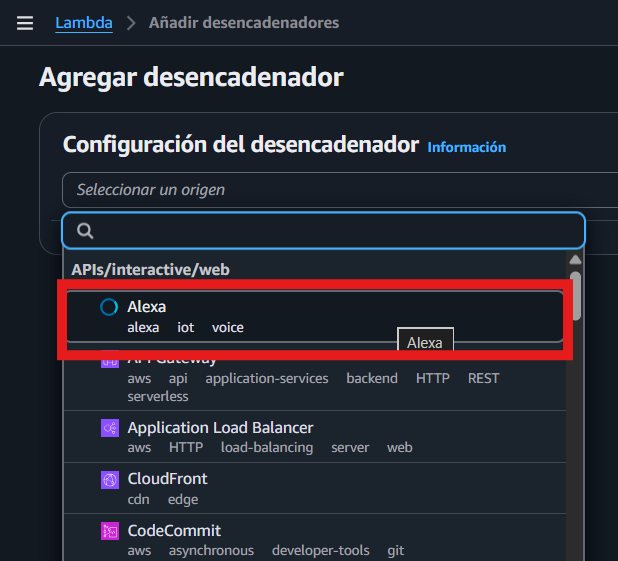 Lambda > Añadir desencadenadores
Agregar desencadenador
Configuración del desencadenador Información
Seleccionar un origen
APIs/interactive/web
Alexa
alexa iot voice
Alexa
API Gateway
aws api application-services backend HTTP REST
serverless
Application Load Balancer
aws HTTP load-balancing server web
CloudFront
cdn edge
CodeCommit
aws asynchronous developer-tools git